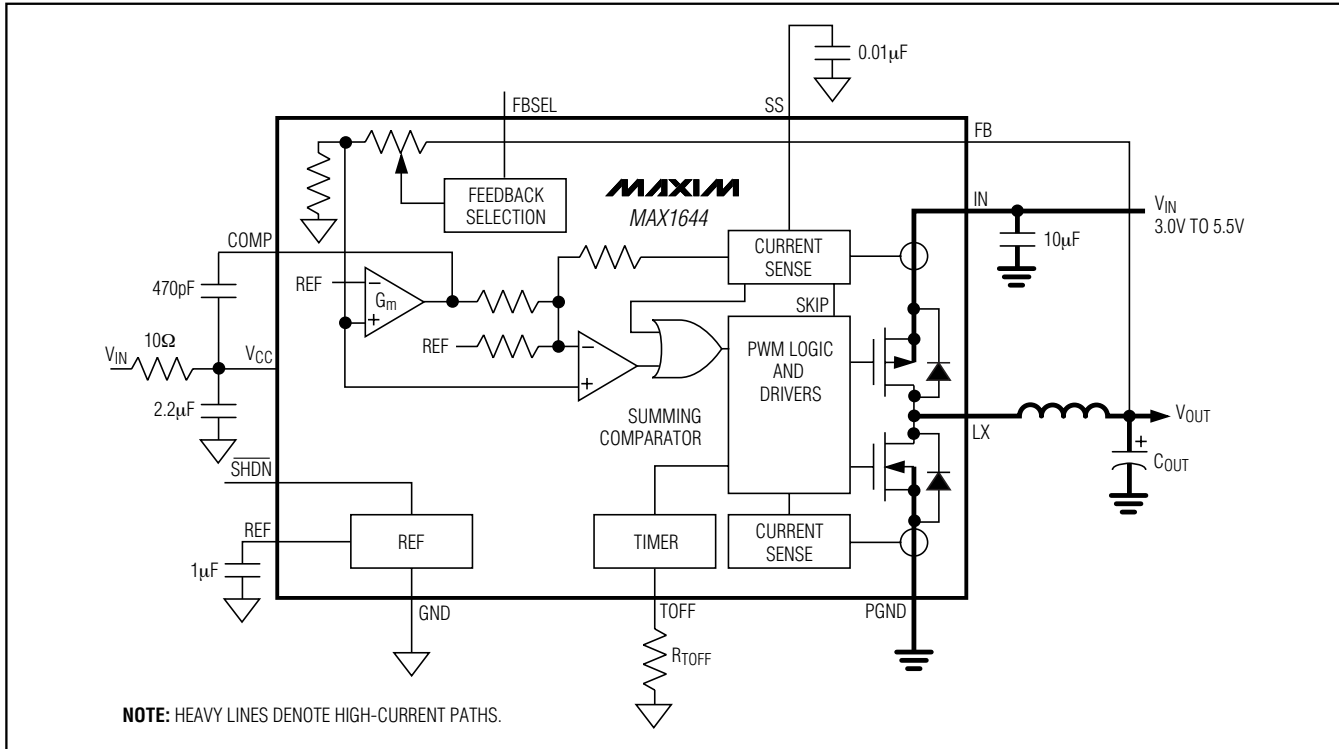 0.01µF
FBSEL
SS
FB
FEEDBACK
SELECTION
MAXIM
MAX1644
IN
VIN
3.0V TO 5.5V
10µF
COMP
CURRENT
SENSE
470pF
REF
Gm
−
+
SKIP
10Ω
VIN
VCC
REF
−
+
PWM LOGIC
AND
DRIVERS
2.2µF
SUMMING
COMPARATOR
LX
VOUT
+
COUT
SHDN
REF
REF
TIMER
CURRENT
SENSE
1µF
GND
TOFF
PGND
RTOFF
NOTE: HEAVY LINES DENOTE HIGH-CURRENT PATHS.